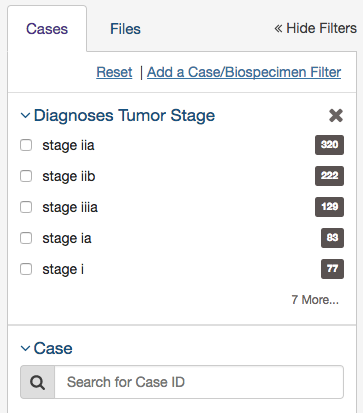 Cases Files « Hide Filters
Reset | Add a Case/Biospecimen Filter
Diagnoses Tumor Stage
stage iia 320
stage iib 222
stage iiia 129
stage ia 83
stage i 77
7 More...
Case
Search for Case ID